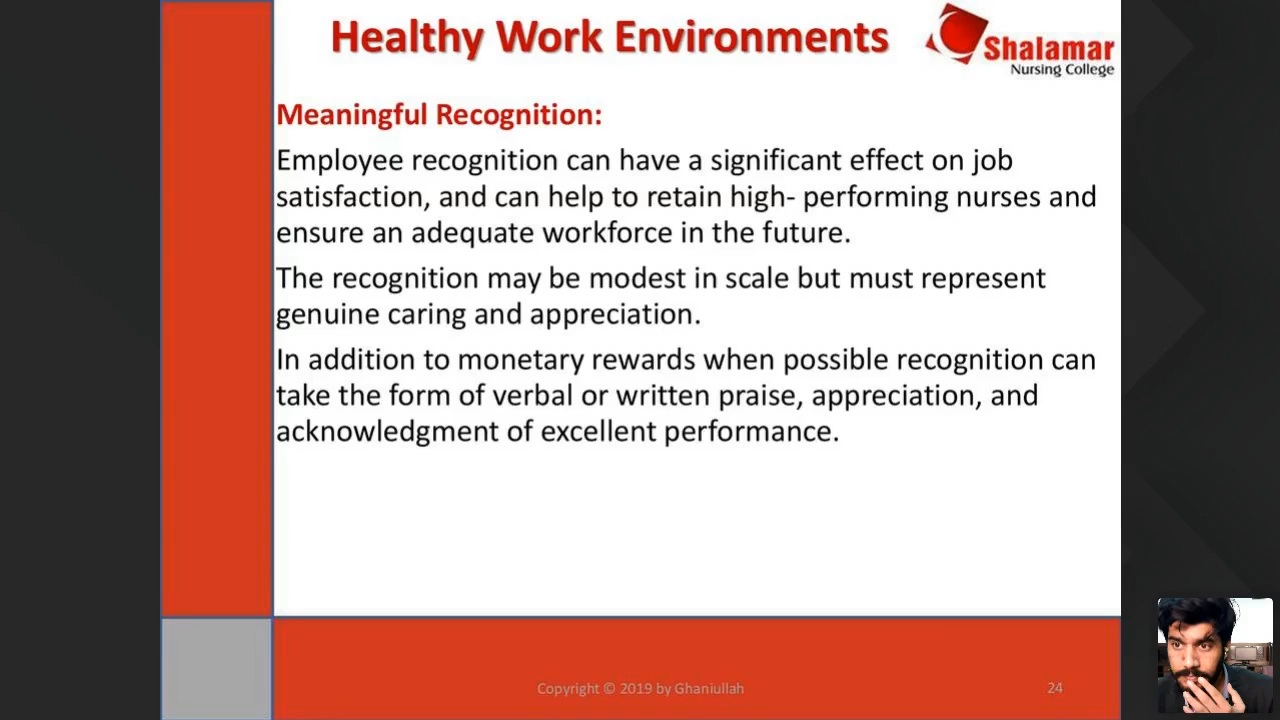 Healthy Work Environments
Shalamar
Nursing College
Meaningful Recognition:
Employee recognition can have a significant effect on job
satisfaction, and can help to retain high- performing nurses and
ensure an adequate workforce in the future.
The recognition may be modest in scale but must represent
genuine caring and appreciation.
In addition to monetary rewards when possible recognition can
take the form of verbal or written praise, appreciation, and
acknowledgment of excellent performance.
Copyright © 2019 by Ghaniullah
24